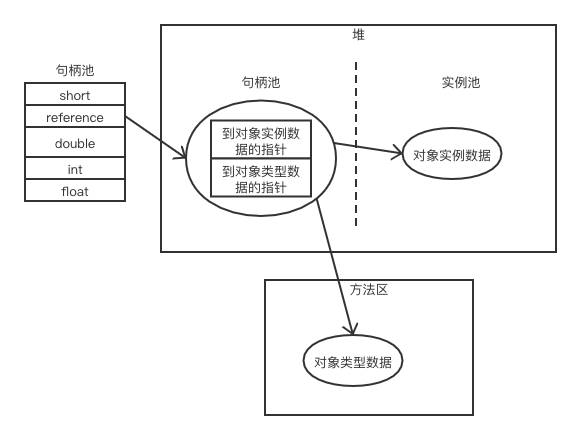 堆
句柄池
short
reference
double
int
float
句柄池
到对象实例数
据的指针
到对象类型数
据的指针
实例池
对象实例数据
方法区
对象类型数据